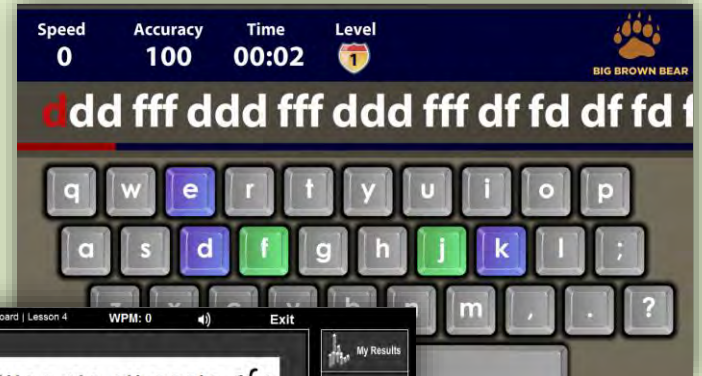 Speed Accuracy Time Level
0 100 00:02 1
BIG BROWN BEAR
ddd fff ddd fff ddd fff df fd df fd f
q w e r t y u i o p
a s d f g h j k l ;
m , . ?
Lesson 4 WPM: 0 Exit
My Results